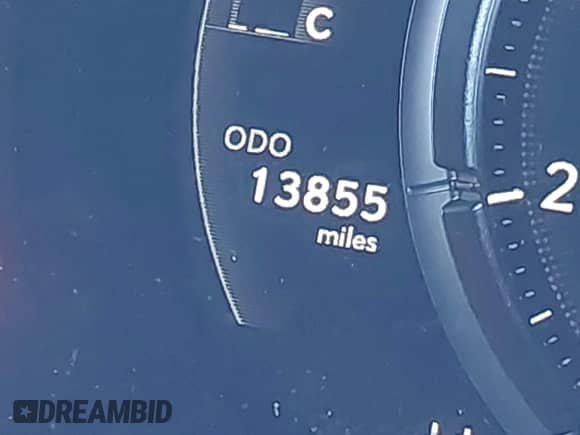 C
ODO
13855
miles
2
DREAMBID